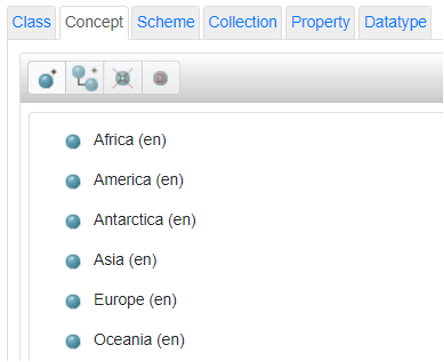 Class Concept Scheme Collection Property Datatype
Africa (en)
America (en)
Antarctica (en)
Asia (en)
Europe (en)
Oceania (en)